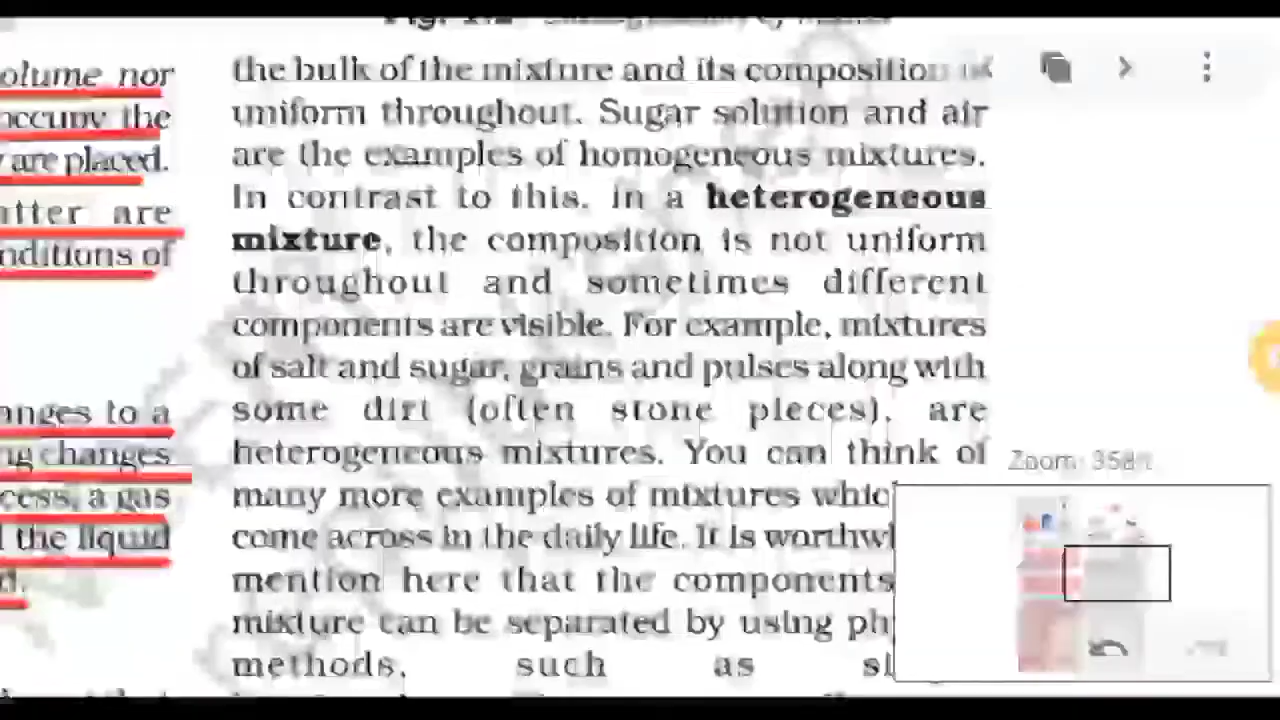 olume nor
occupy the
are placed.
atter are
nditions of
anges to a
ng changes
cess, a gas
the liquid
d.
the bulk of the mixture and its composition is
uniform throughout. Sugar solution and air
are the examples of homogeneous mixtures.
In contrast to this, in a heterogeneous
mixture, the composition is not uniform
throughout and sometimes different
components are visible. For example, mixtures
of salt and sugar, grains and pulses along with
some dirt (often stone pieces), are
heterogeneous mixtures. You can think of
many more examples of mixtures whic
come across in the daily life. It is worthwh
mention here that the components
mixture can be separated by using ph
methods, such as
Zoom: 358%